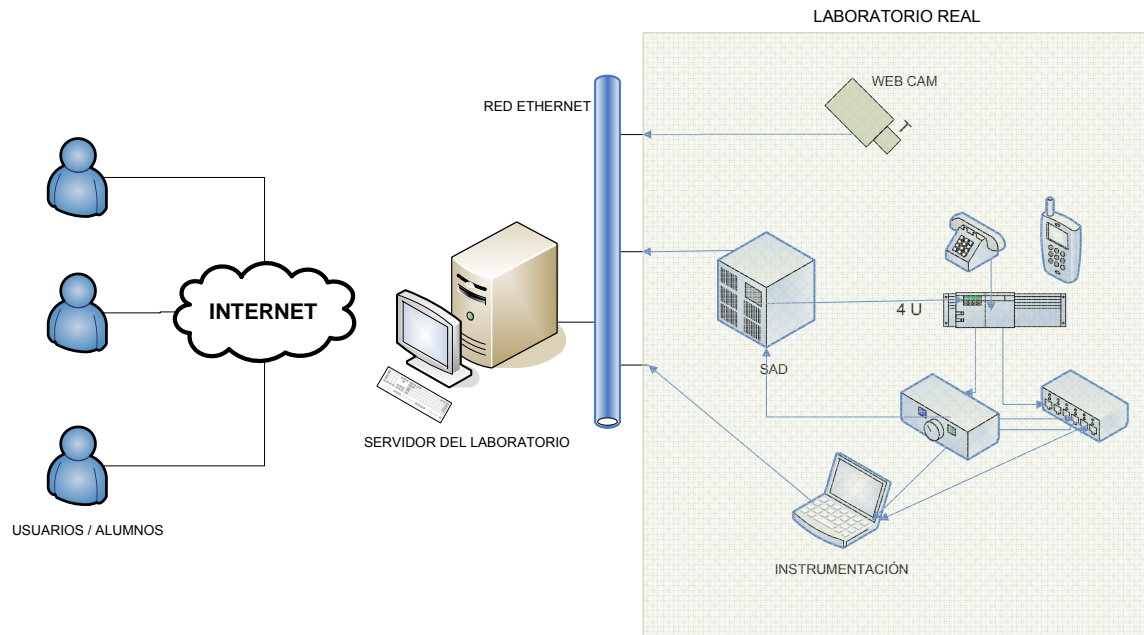 LABORATORIO REAL
WEB CAM
T
RED ETHERNET
INTERNET
4 U
SAD
SERVIDOR DEL LABORATORIO
USUARIOS / ALUMNOS
INSTRUMENTACIÓN